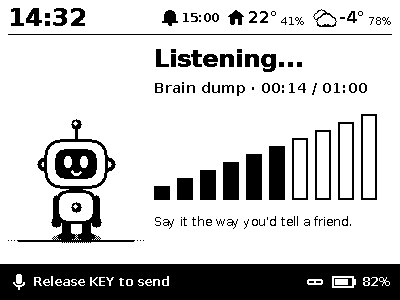 14:32 15:00 22° 41% -4° 78%
Listening...
Brain dump · 00:14 / 01:00
Say it the way you'd tell a friend.
Release KEY to send 82%